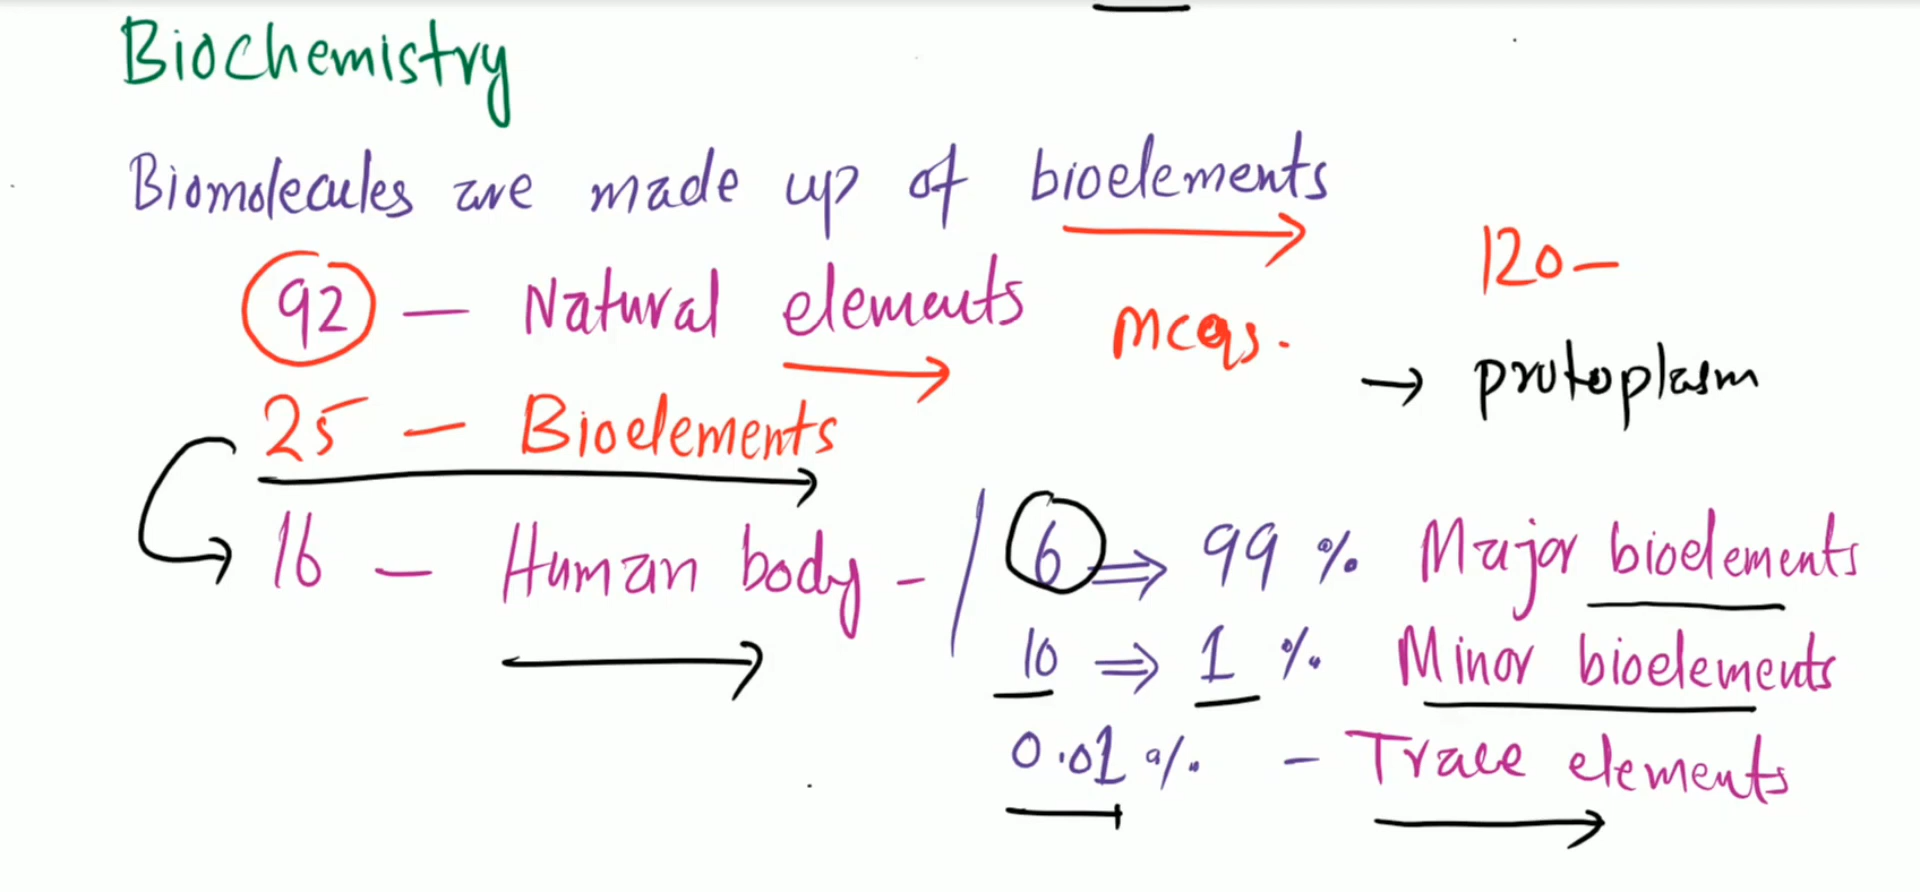 Biochemistry
Biomolecules are made up of bioelements
120 -
92 - Natural elements mcqs.
→ protoplasm
25 - Bioelements
16 - Human body - / 6 ⇒ 99 % Major bioelements
10 ⇒ 1 % Minor bioelements
0.01 % - Trace elements